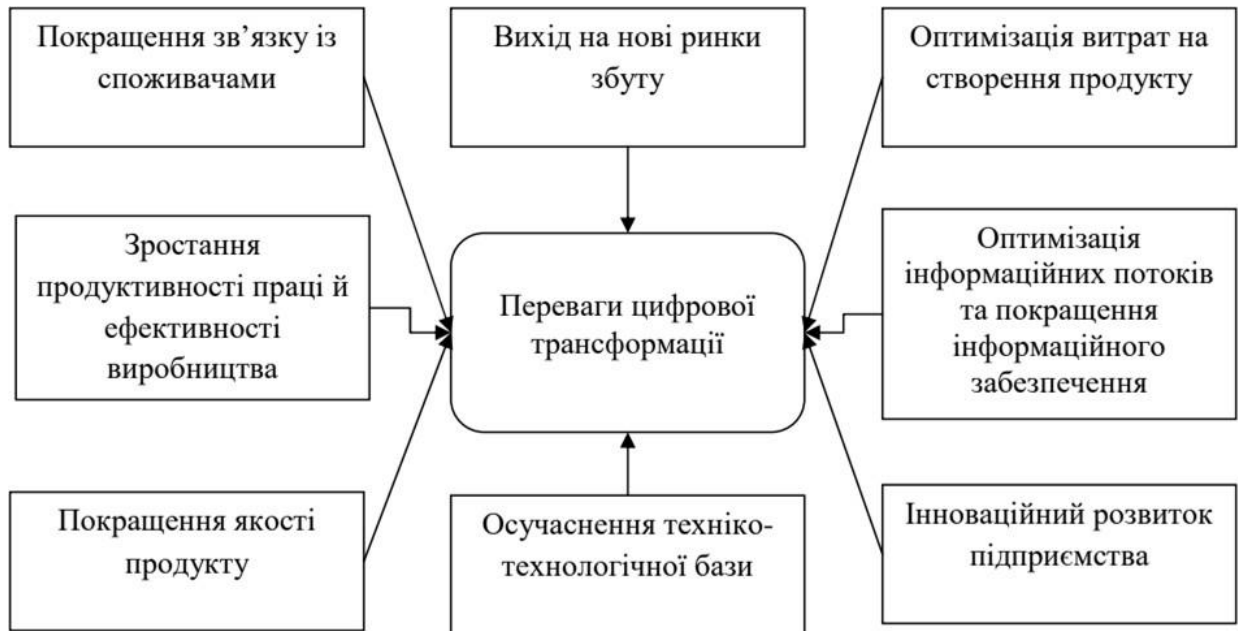 Покращення зв’язку із
споживачами
Вихід на нові ринки
збуту
Оптимізація витрат на
створення продукту
Зростання
продуктивності праці й
ефективності
виробництва
Переваги цифрової
трансформації
Оптимізація
інформаційних потоків
та покращення
інформаційного
забезпечення
Покращення якості
продукту
Осучаснення техніко-
технологічної бази
Інноваційний розвиток
підприємства